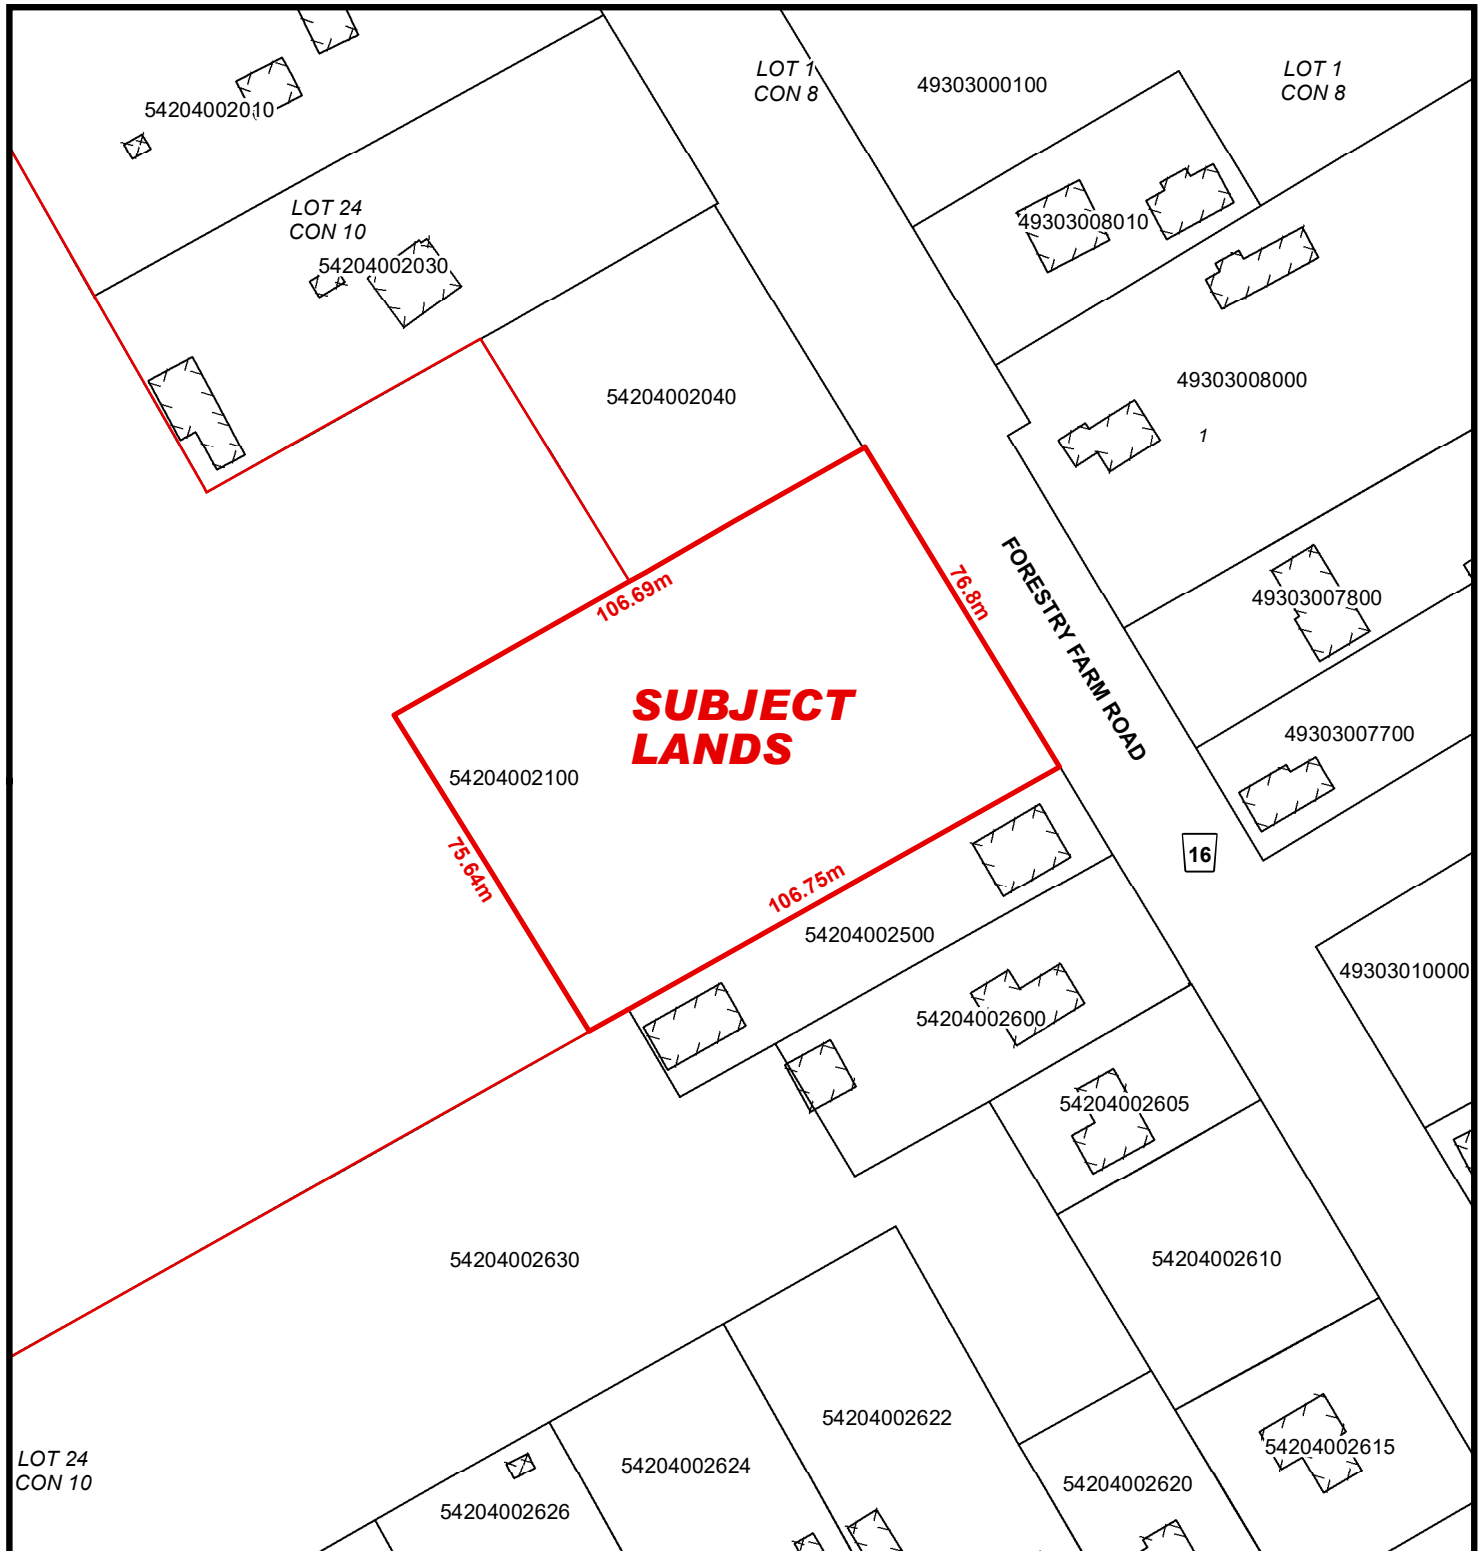 LOT 1
CON 8
49303000100
LOT 1
CON 8
54204002010
LOT 24
CON 10
49303008010
54204002030
49303008000
54204002040
1
FORESTRY FARM ROAD
76.8m
106.69m
49303007800
SUBJECT
LANDS
49303007700
54204002100
75.64m
106.75m
16
54204002500
49303010000
54204002600
54204002605
54204002630
54204002610
54204002622
LOT 24
CON 10
54204002624
54204002615
54204002620
54204002626